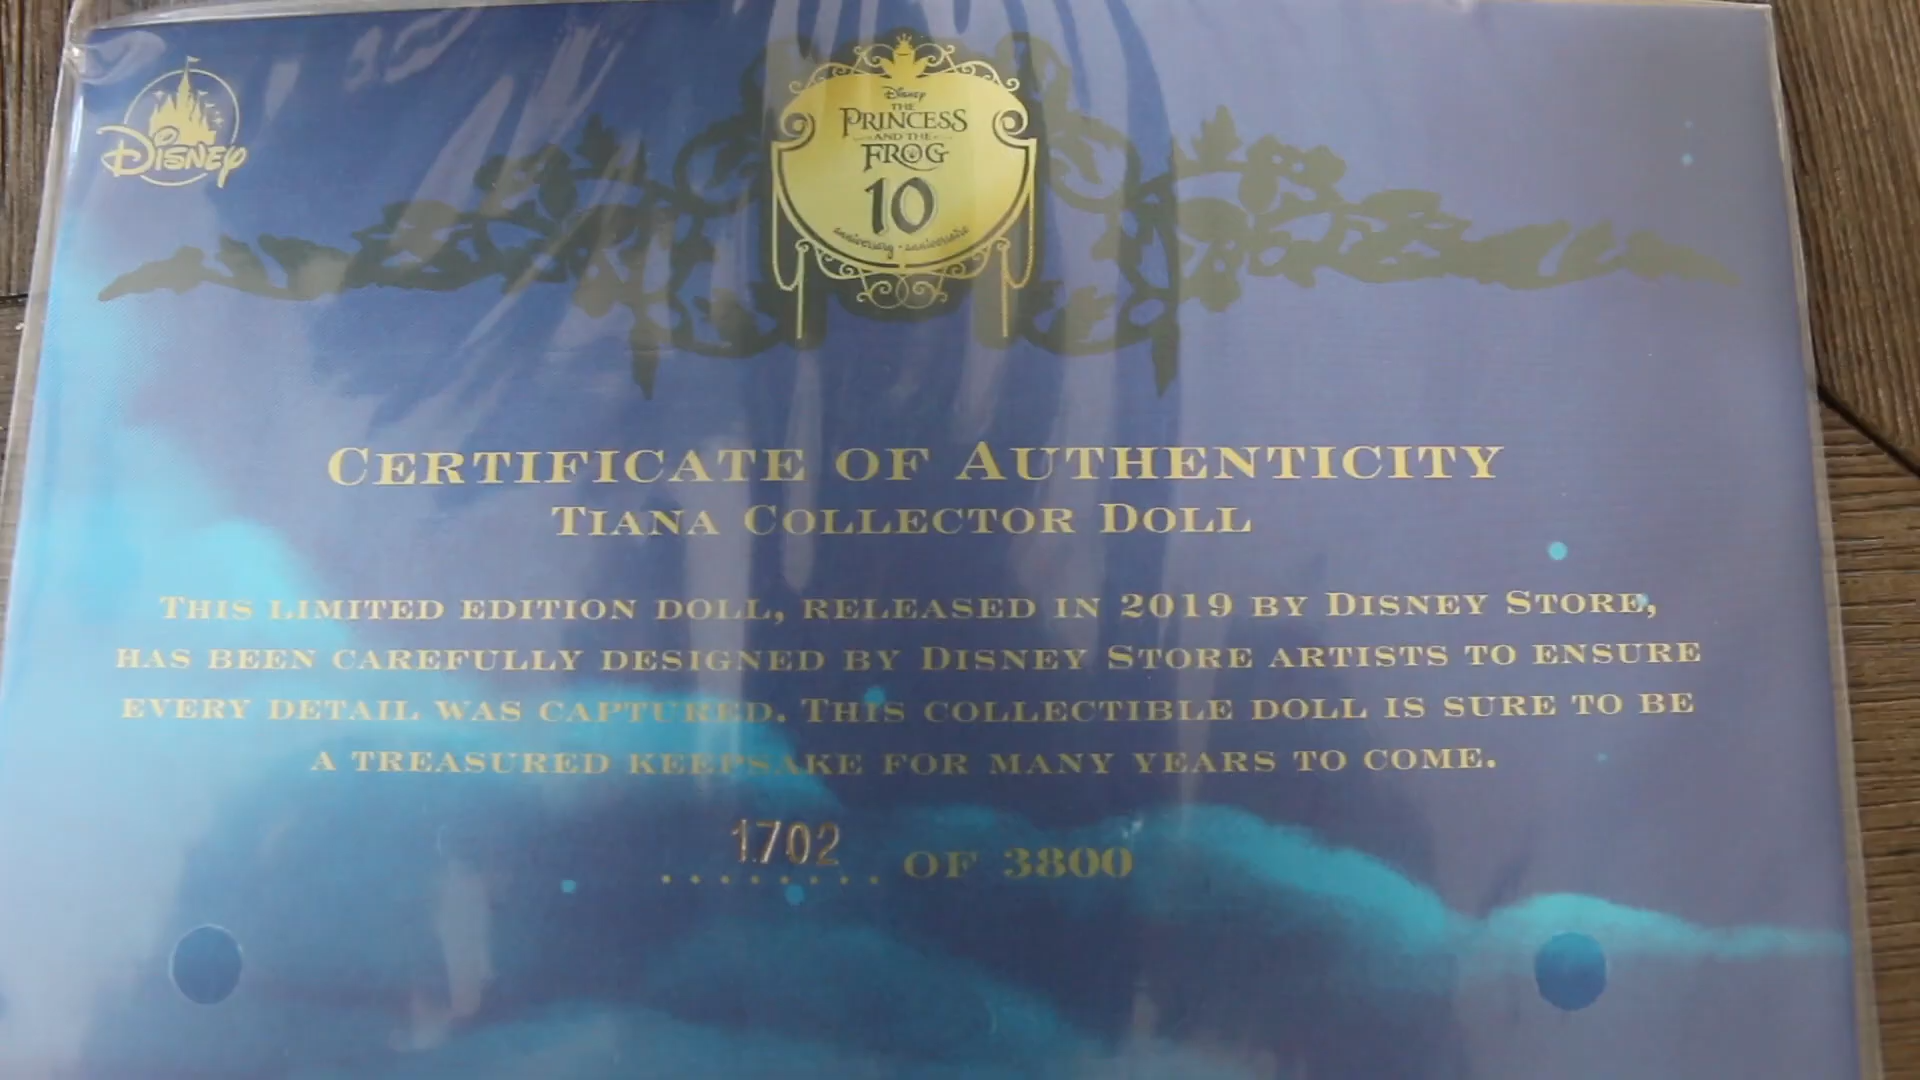 Disney
Disney
THE
PRINCESS
AND THE
FROG
10
anniversary • anniversaire
CERTIFICATE OF AUTHENTICITY
TIANA COLLECTOR DOLL
THIS LIMITED EDITION DOLL, RELEASED IN 2019 BY DISNEY STORE,
HAS BEEN CAREFULLY DESIGNED BY DISNEY STORE ARTISTS TO ENSURE
EVERY DETAIL WAS CAPTURED. THIS COLLECTIBLE DOLL IS SURE TO BE
A TREASURED KEEPSAKE FOR MANY YEARS TO COME.
1702 OF 3800